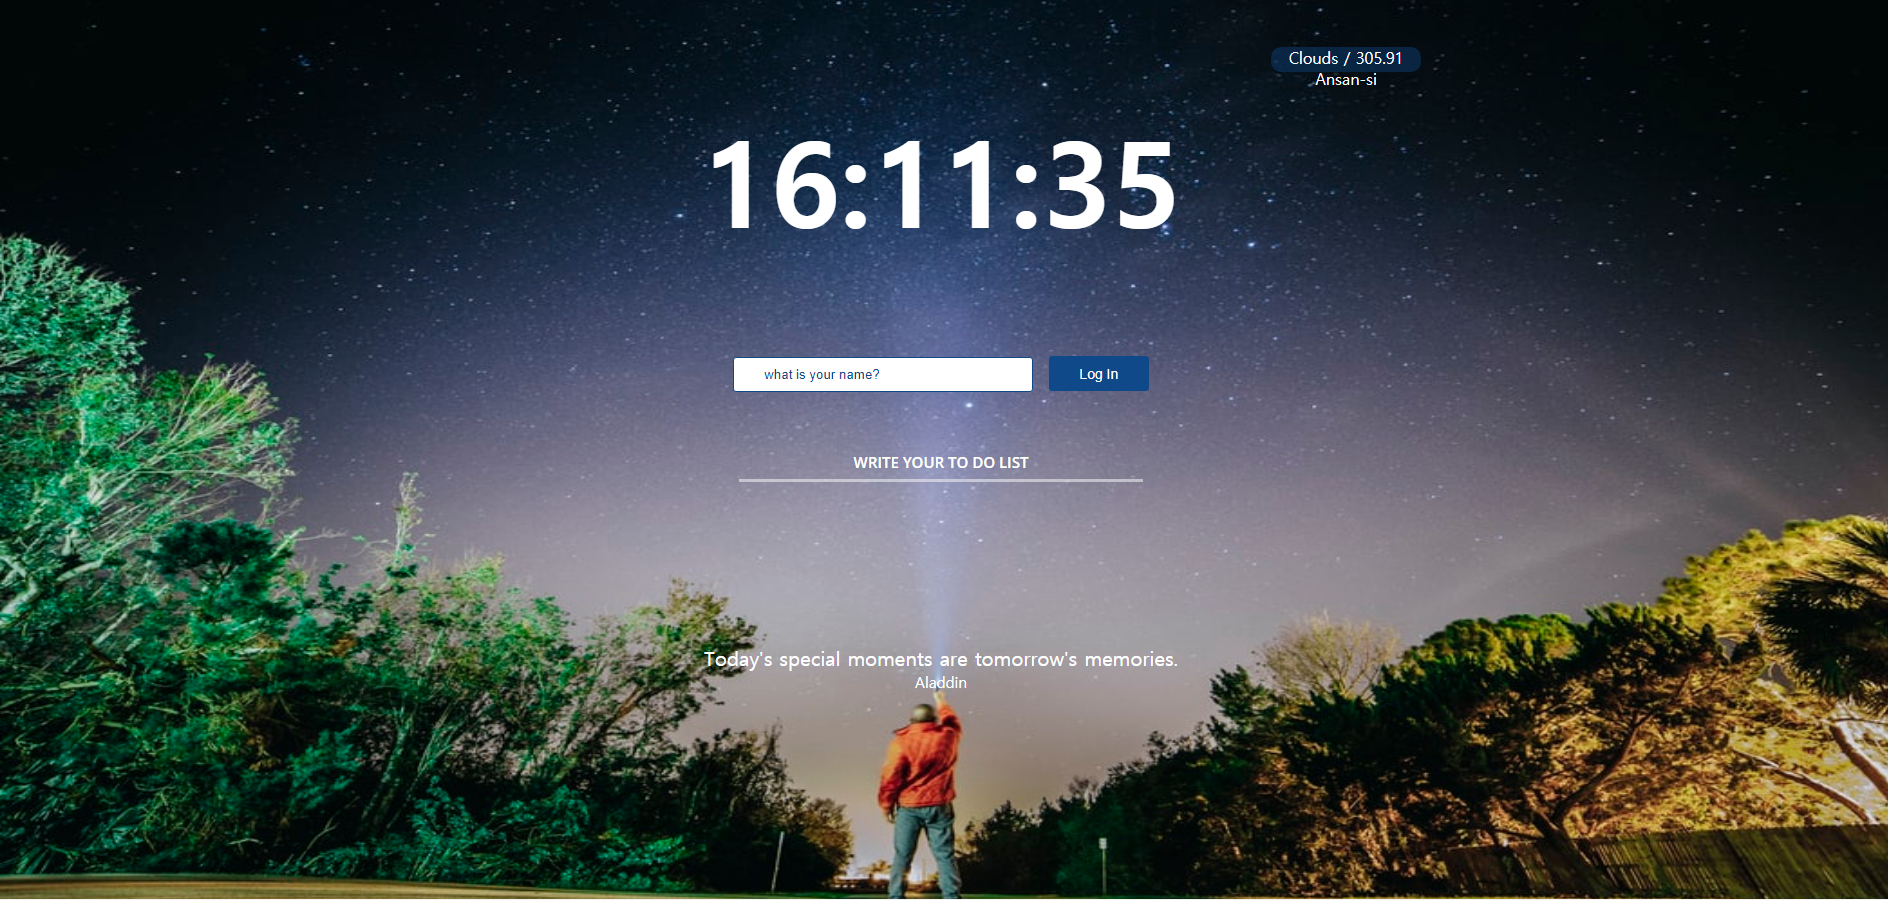 Clouds / 305.91
Ansan-si
16:11:35
what is your name?
Log In
WRITE YOUR TO DO LIST
Today's special moments are tomorrow's memories.
Aladdin